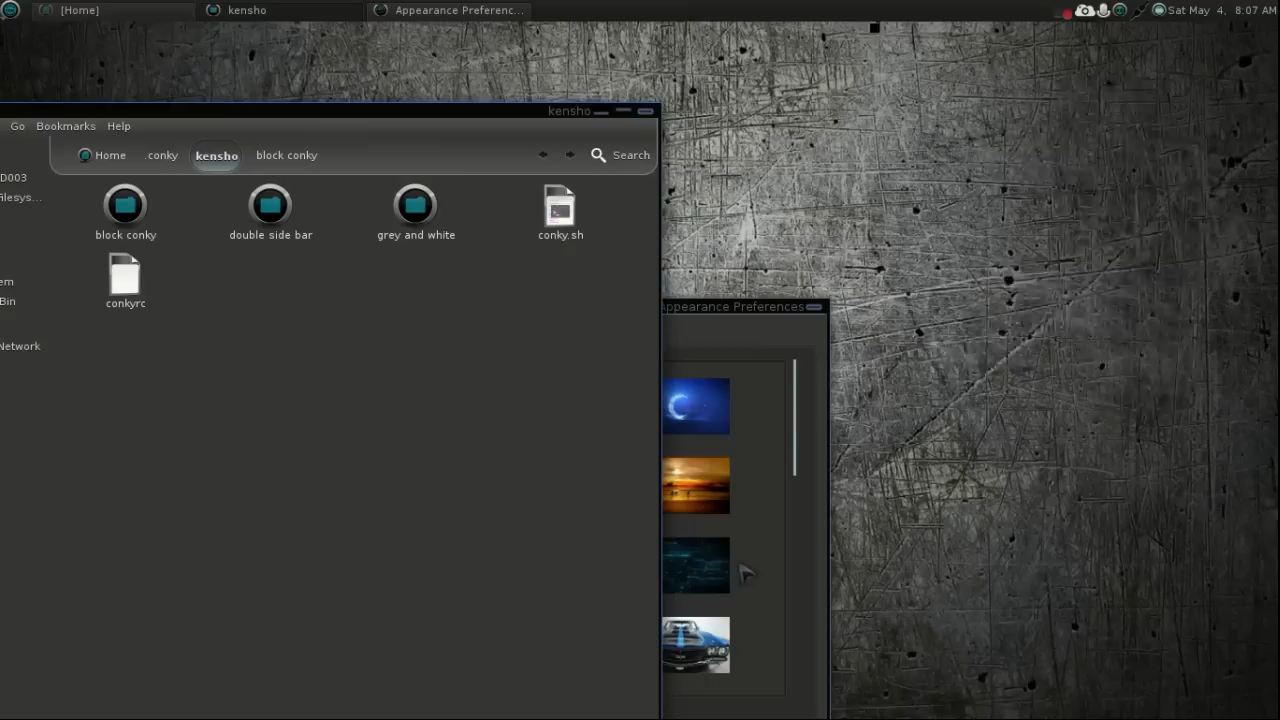 [Home]
kensho
Appearance Preferenc...
Sat May 4, 8:07 AM
kensho
Go Bookmarks Help
Home .conky kensho block conky Search
D003
filesys...
block conky double side bar grey and white conky.sh
em
Bin
conkyrc
Network
Appearance Preferences